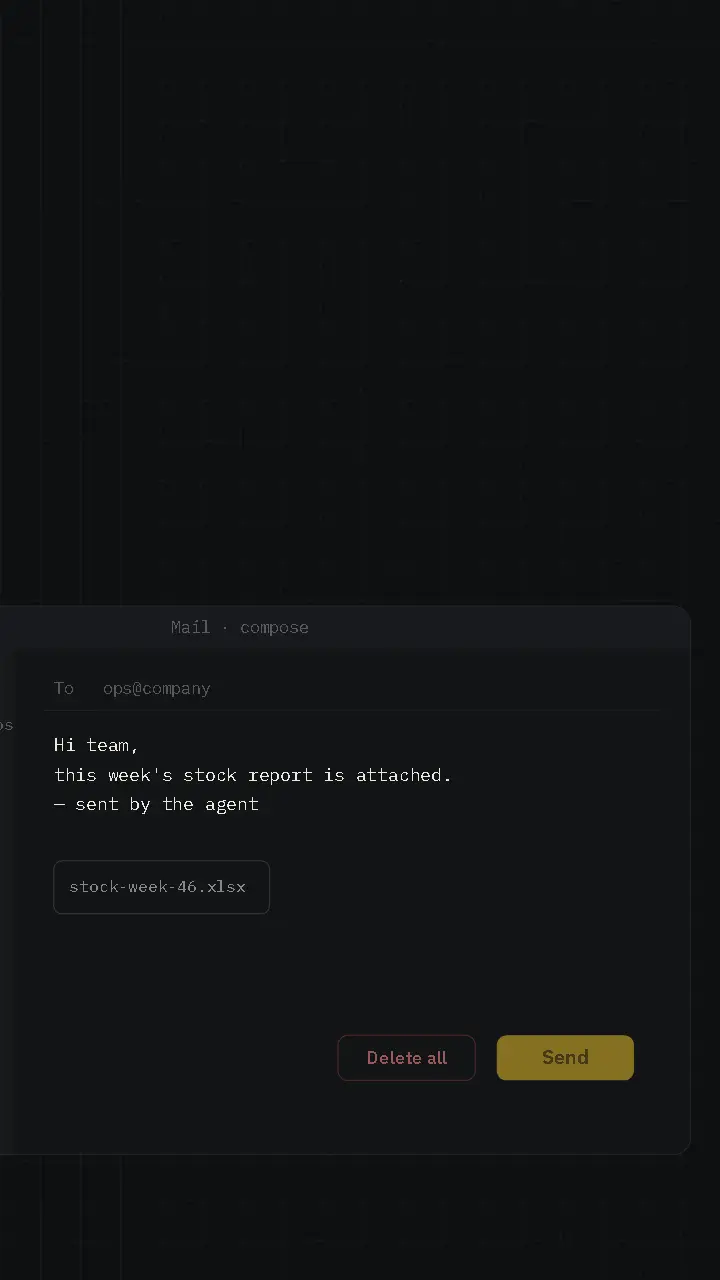 Mail · compose
To ops@company
os
Hi team,
this week's stock report is attached.
— sent by the agent
stock-week-46.xlsx
Delete all
Send